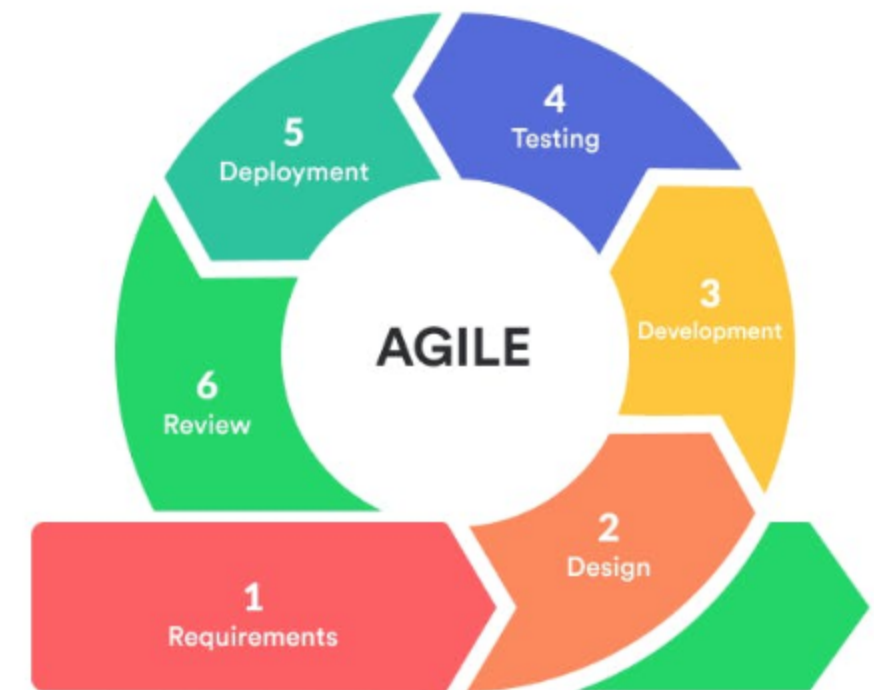 5
Deployment
4
Testing
3
Development
AGILE
6
Review
2
Design
1
Requirements